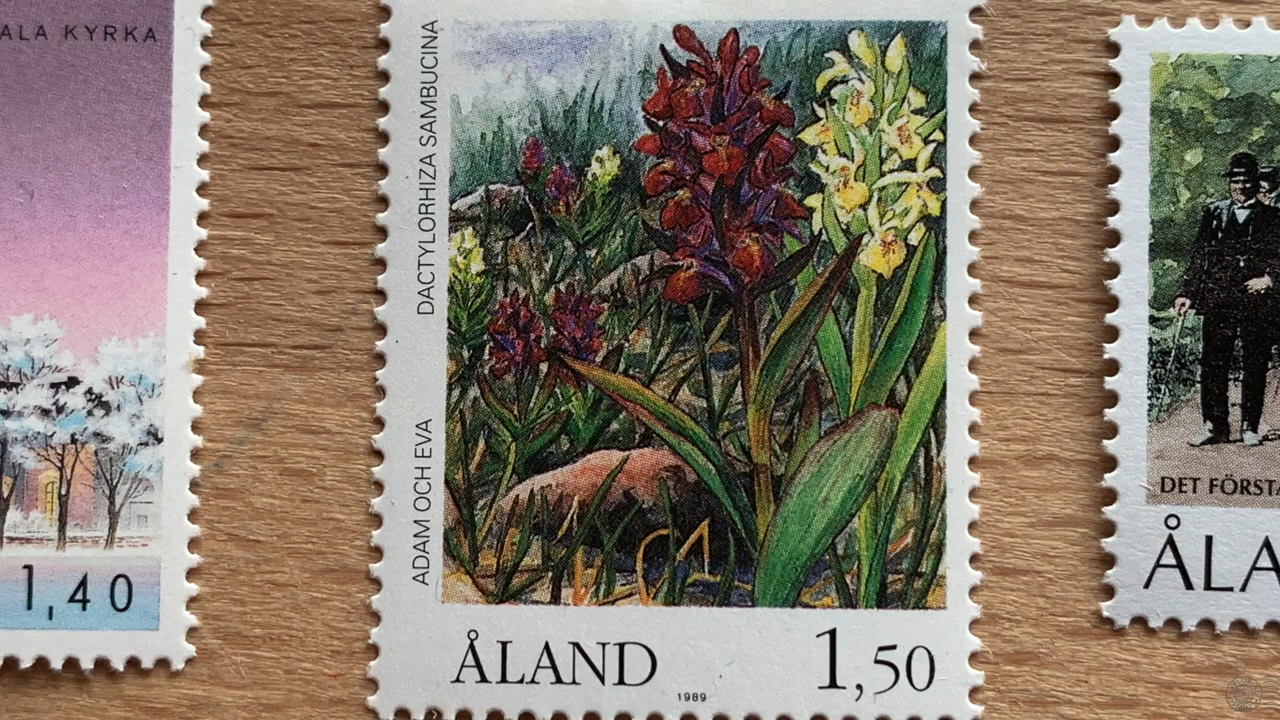 ALA KYRKA
1,40
DACTYLORHIZA SAMBUCINA
ADAM OCH EVA
ÅLAND
1989
1,50
DET FÖRSTA
ÅLA